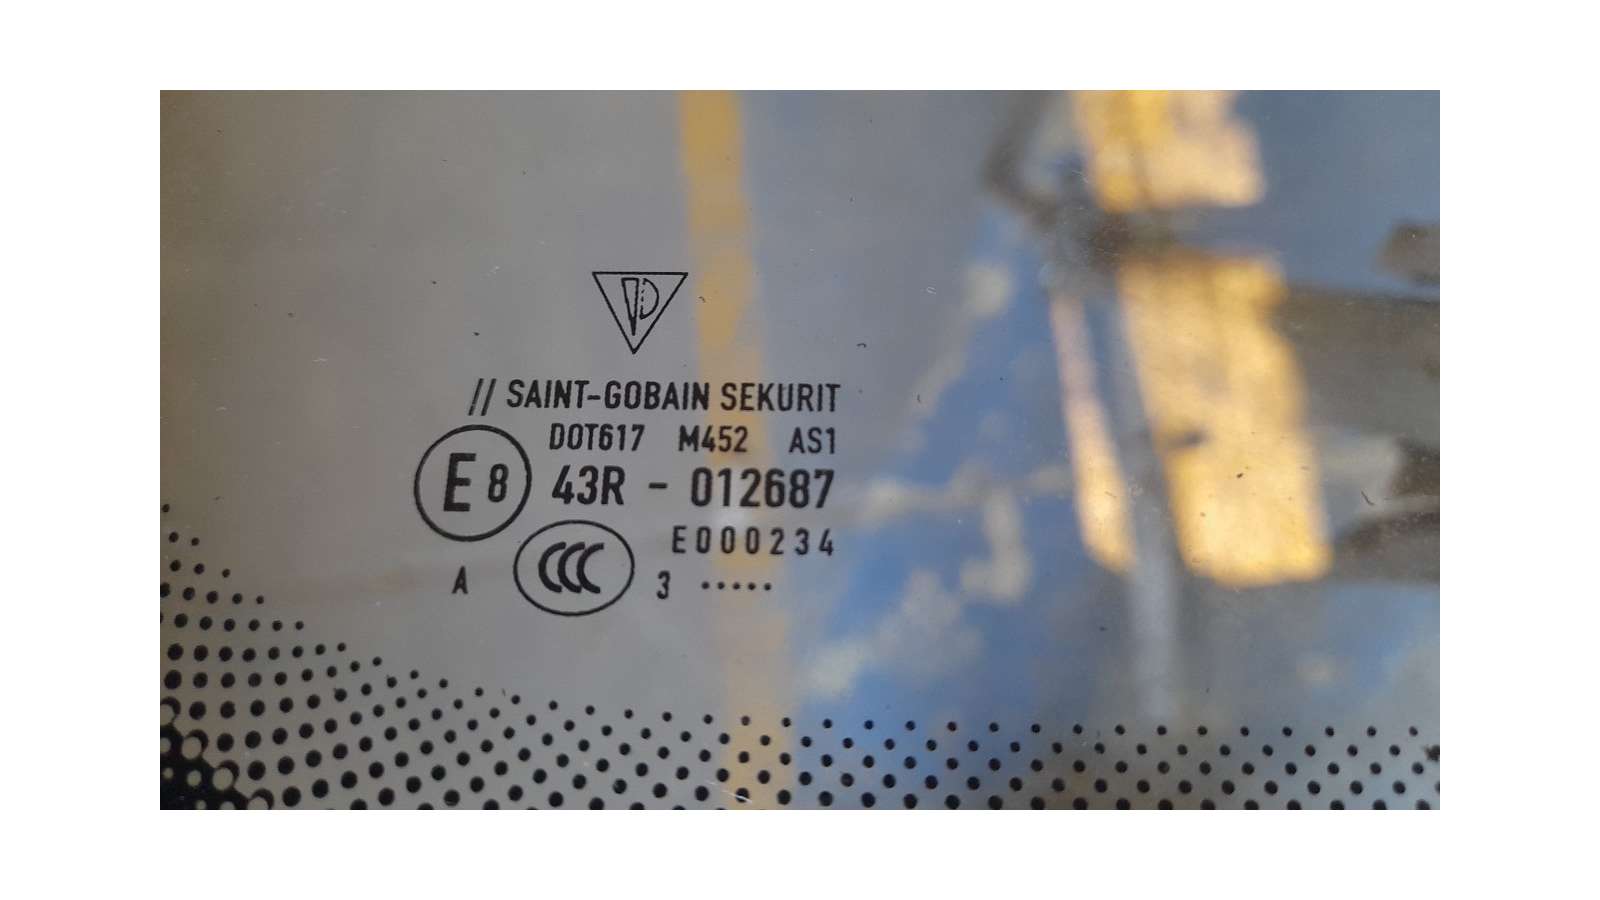 // SAINT-GOBAIN SEKURIT
DOT617 M452 AS1
E8 43R - 012687
E000234
A CCC 3 .....